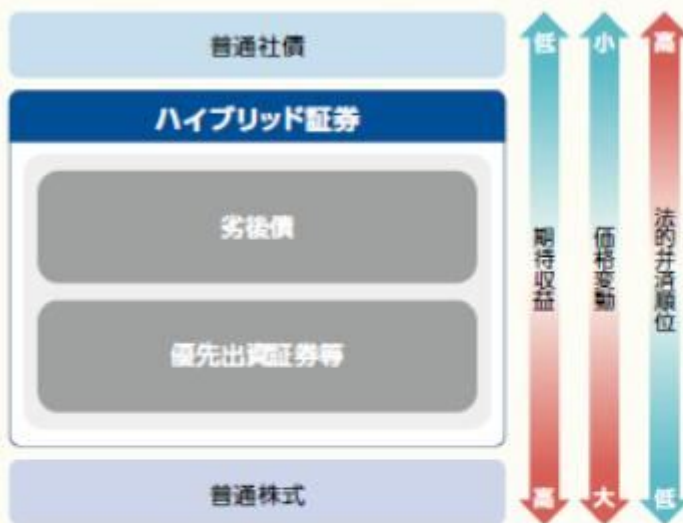 普通社債
ハイブリッド証券
劣後債
優先出資証券等
普通株式
低
期待収益
高
小
価格変動
大
高
法的弁済順位
低